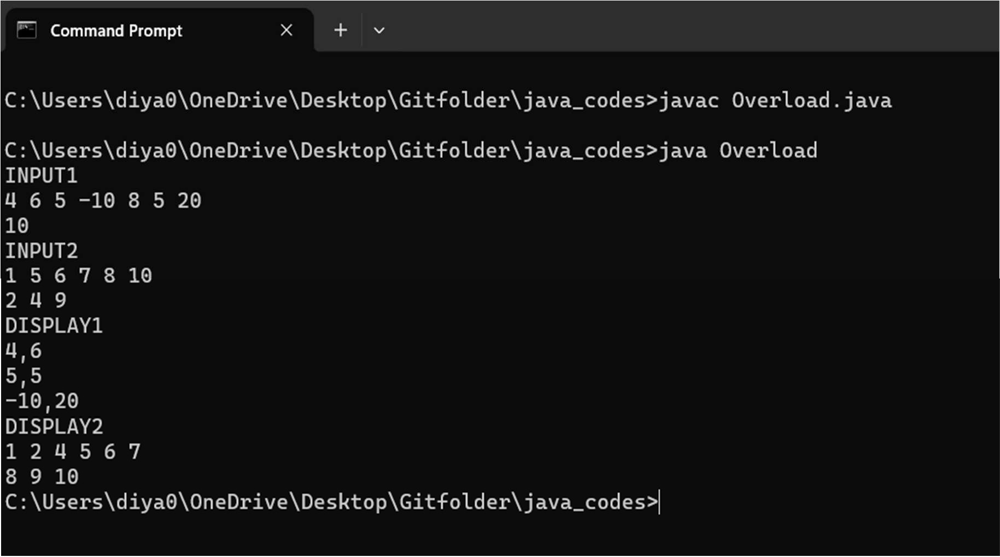 Command Prompt
C:\Users\diya0\OneDrive\Desktop\Gitfolder\java_codes>javac Overload.java
C:\Users\diya0\OneDrive\Desktop\Gitfolder\java_codes>java Overload
INPUT1
4 6 5 -10 8 5 20
10
INPUT2
1 5 6 7 8 10
2 4 9
DISPLAY1
4,6
5,5
-10,20
DISPLAY2
1 2 4 5 6 7
8 9 10
C:\Users\diya0\OneDrive\Desktop\Gitfolder\java_codes>